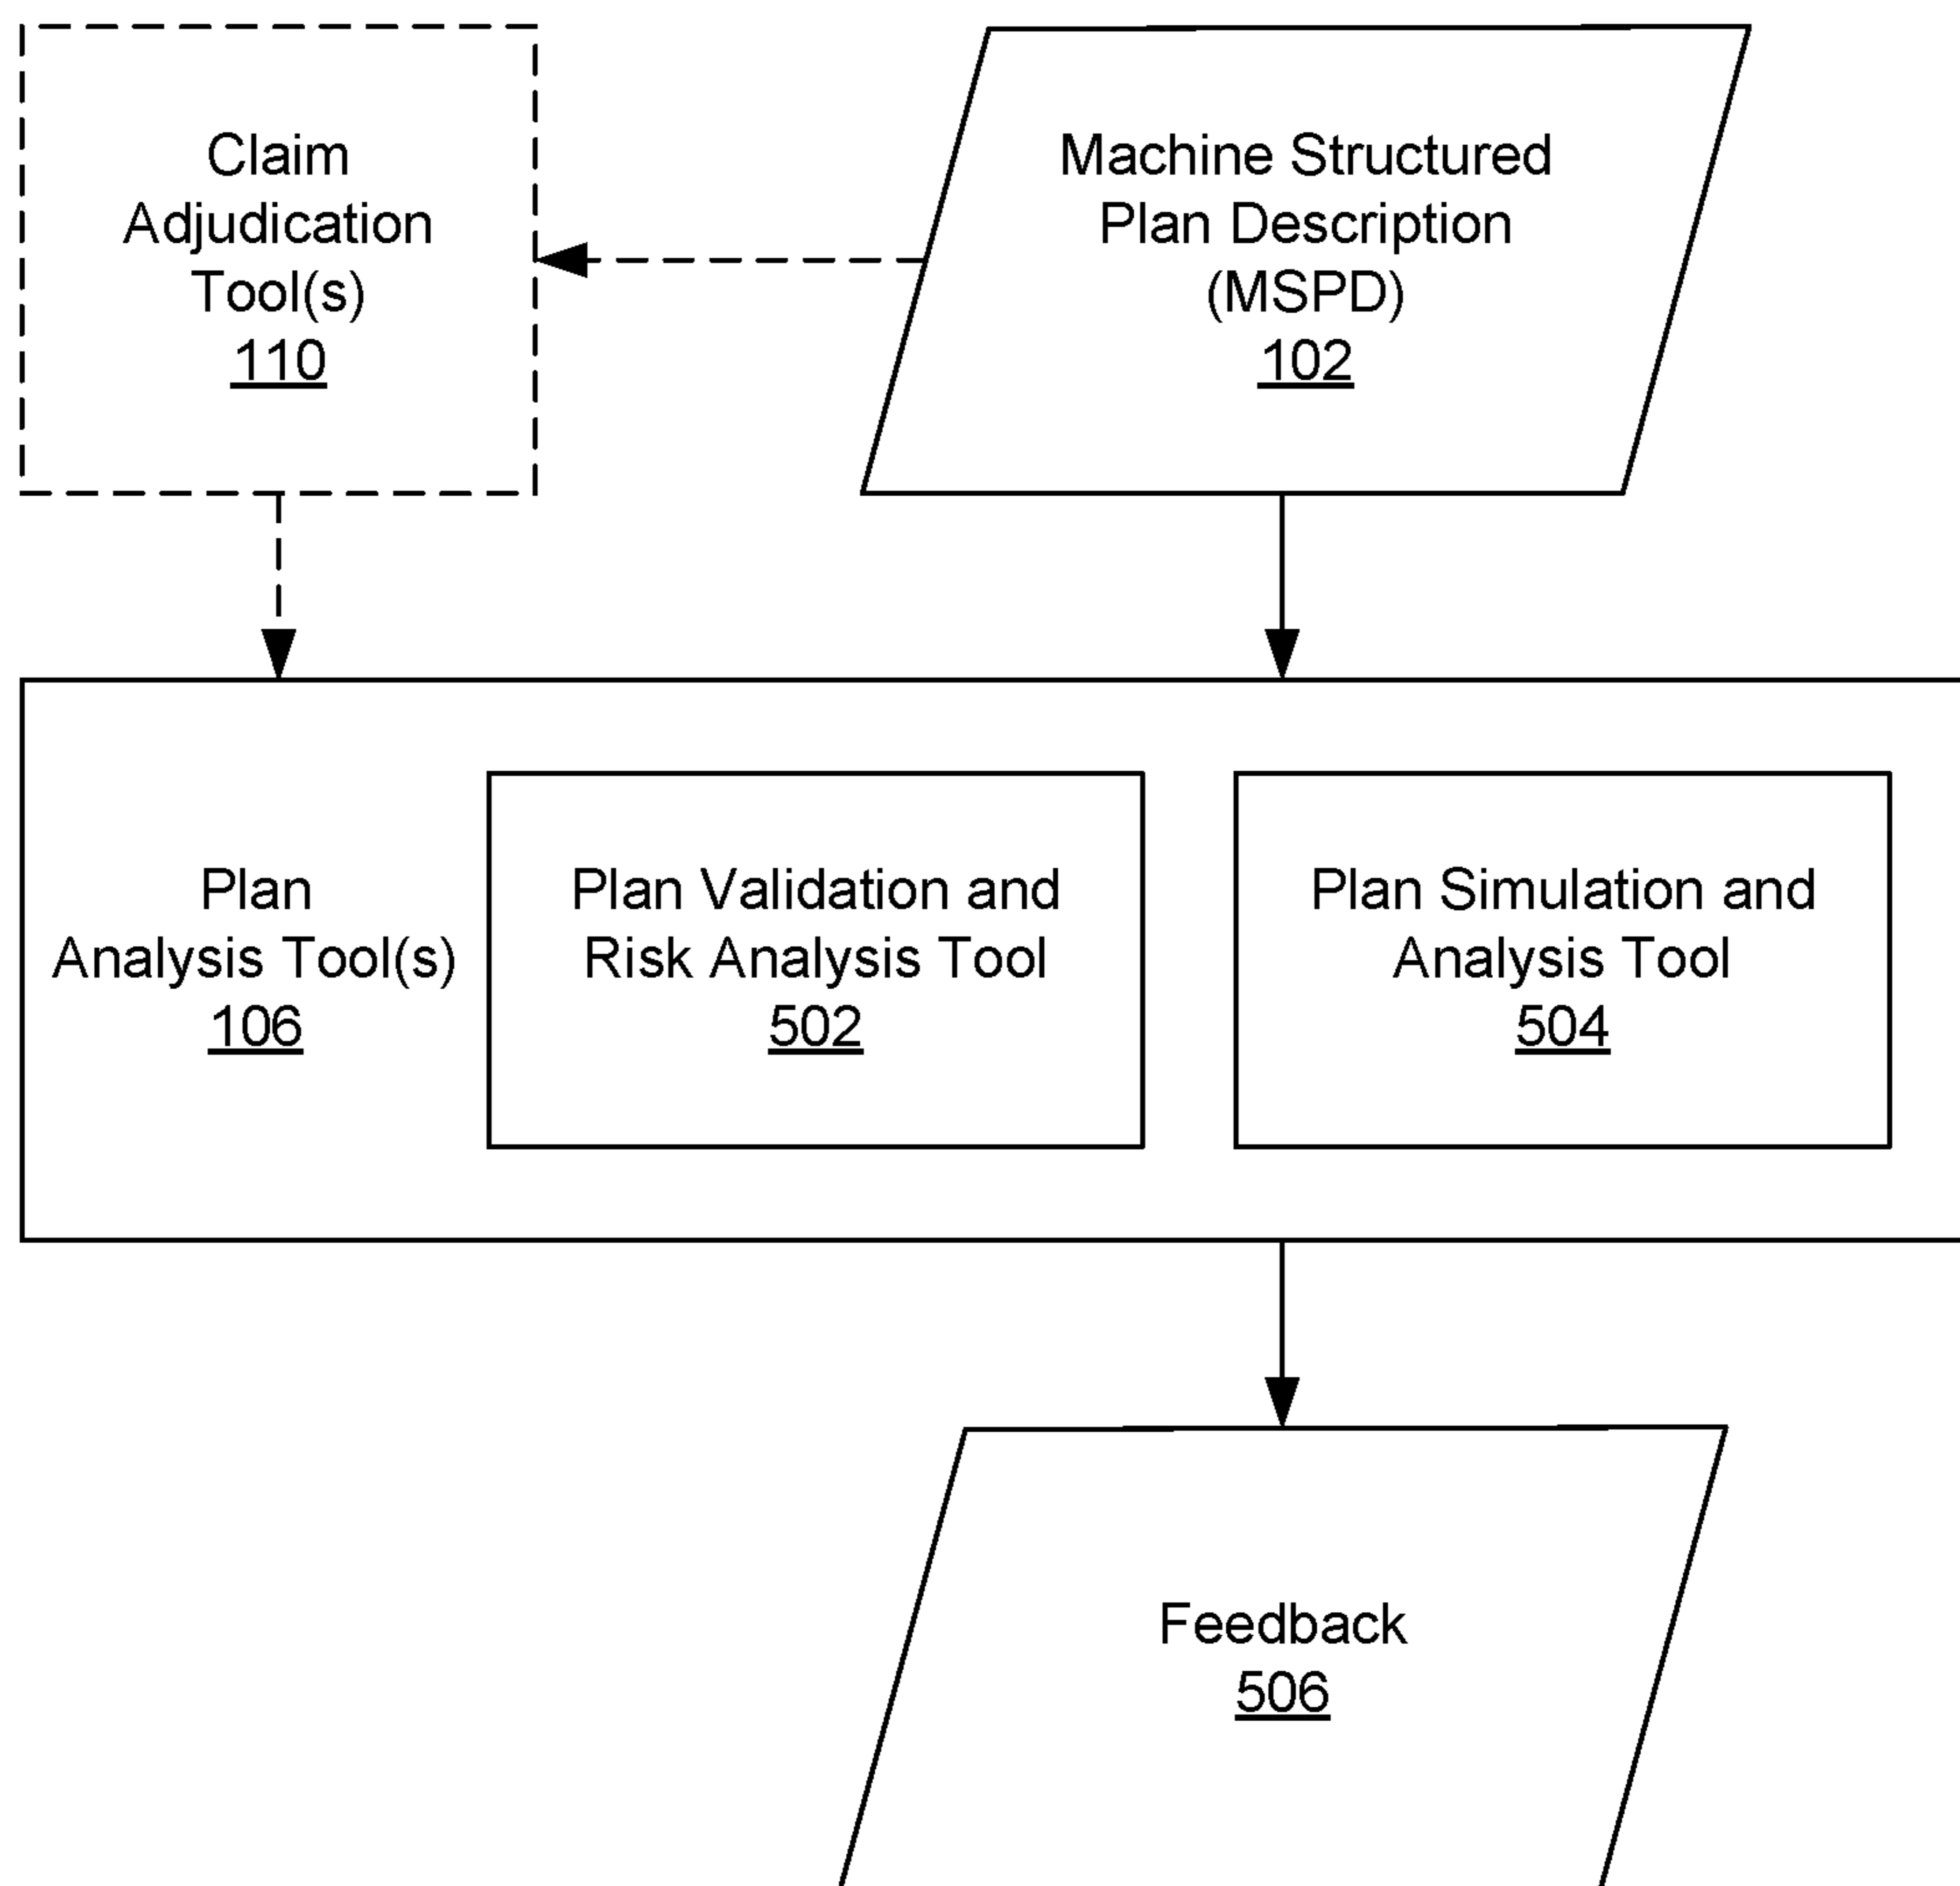 Claim
Adjudication
Tool(s)
110
Machine Structured
Plan Description
(MSPD)
102
Plan
Analysis Tool(s)
106
Plan Validation and
Risk Analysis Tool
502
Plan Simulation and
Analysis Tool
504
Feedback
506